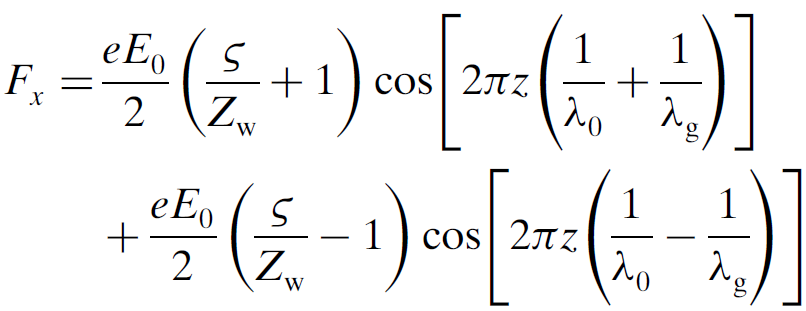 F_x = \frac{eE_0}{2} \left( \frac{\varsigma}{Z_w} + 1 \right) \cos \left[ 2\pi z \left( \frac{1}{\lambda_0} + \frac{1}{\lambda_g} \right) \right]
+ \frac{eE_0}{2} \left( \frac{\varsigma}{Z_w} - 1 \right) \cos \left[ 2\pi z \left( \frac{1}{\lambda_0} - \frac{1}{\lambda_g} \right) \right]